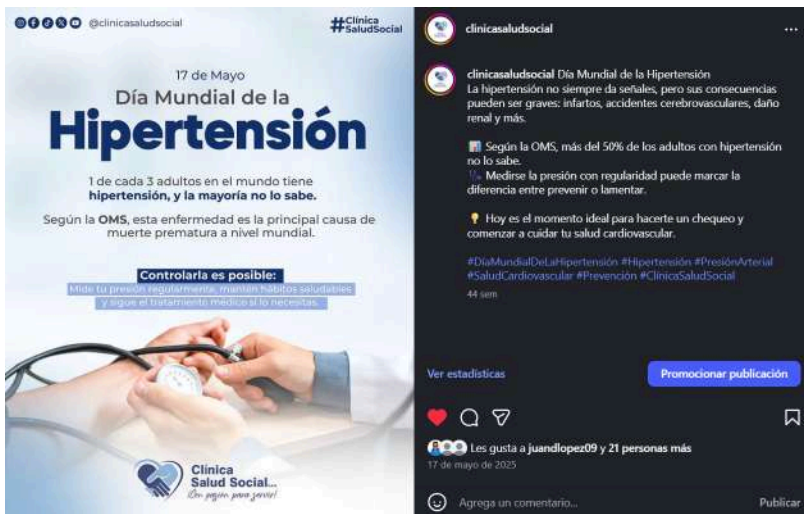 @clinicasaludsocial
#Clínica
SaludSocial
17 de Mayo
Día Mundial de la
Hipertensión
1 de cada 3 adultos en el mundo tiene
hipertensión, y la mayoría no lo sabe.
Según la OMS, esta enfermedad es la principal causa de
muerte prematura a nivel mundial.
Controlarla es posible:
Mide tu presión regularmente, mantén hábitos saludables
y sigue el tratamiento médico si lo necesitas.
Clínica
Salud Social...
¡Con pasión para servir!
clinicasaludsocial
clinicasaludsocial Día Mundial de la Hipertensión
La hipertensión no siempre da señales, pero sus consecuencias
pueden ser graves: infartos, accidentes cerebrovasculares, daño
renal y más.
Según la OMS, más del 50% de los adultos con hipertensión
no lo sabe.
Medirse la presión con regularidad puede marcar la
diferencia entre prevenir o lamentar.
Hoy es el momento ideal para hacerte un chequeo y
comenzar a cuidar tu salud cardiovascular.
#DíaMundialDeLaHipertensión #Hipertensión #PresiónArterial
#SaludCardiovascular #Prevención #ClínicaSaludSocial
44 sem
Ver estadísticas
Promocionar publicación
Les gusta a juandlopez09 y 21 personas más
17 de mayo de 2025
Agrega un comentario...
Publicar